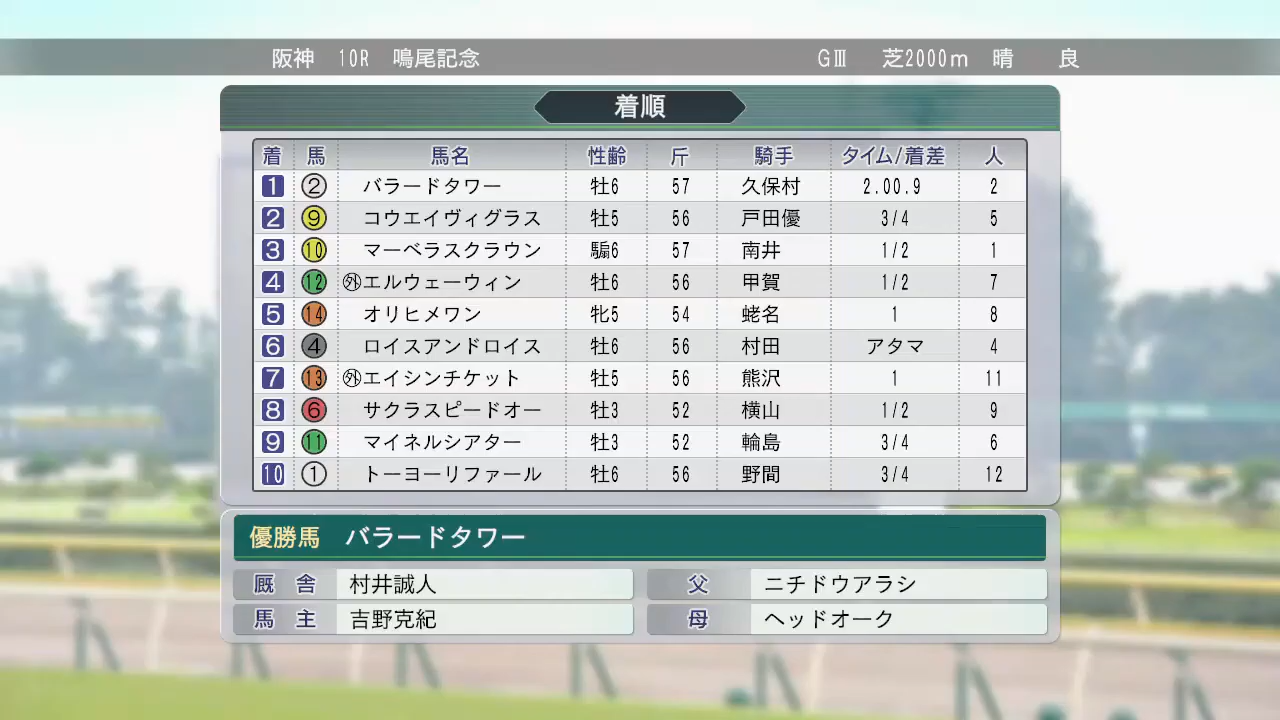 阪神 10R 鳴尾記念 GⅢ 芝2000m 晴 良
着順
着 馬 馬名 性齢 斤 騎手 タイム/着差 人
1 2 バラードタワー 牡6 57 久保村 2.00.9 2
2 9 コウエイヴィグラス 牡5 56 戸田優 3/4 5
3 10 マーベラスクラウン 騸6 57 南井 1/2 1
4 12 ㊕エルウェーウィン 牡6 56 甲賀 1/2 7
5 14 オリヒメワン 牝5 54 蛯名 1 8
6 4 ロイスアンドロイス 牡6 56 村田 アタマ 4
7 13 外エイシンチケット 牡5 56 熊沢 1 11
8 6 サクラスピードオー 牡3 52 横山 1/2 9
9 11 マイネルシアター 牡3 52 輪島 3/4 6
10 1 トーヨーリファール 牡6 56 野間 3/4 12
優勝馬 バラードタワー
厩舎 村井誠人 父 ニチドウアラシ
馬主 吉野克紀 母 ヘッドオーク